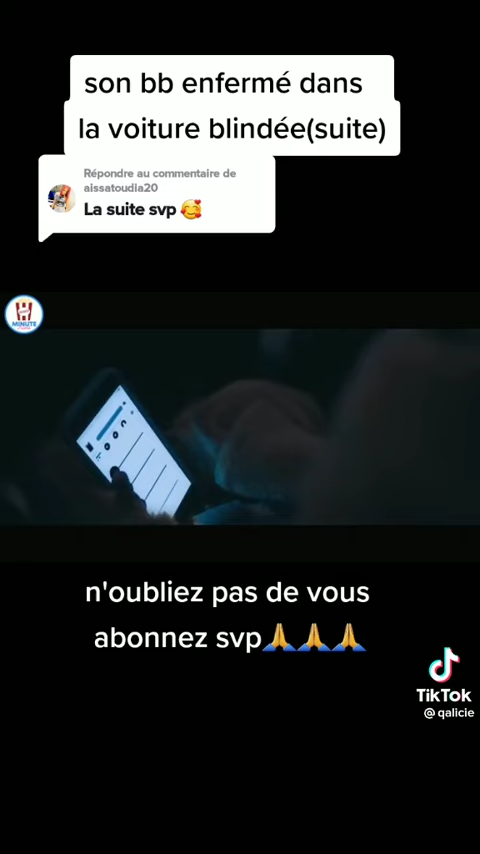 son bb enfermé dans
la voiture blindée(suite)
Répondre au commentaire de
aissatoudia20
La suite svp 🥰
MINUTE
n'oubliez pas de vous
abonnez svp🙏🙏🙏
TikTok
@qalicie